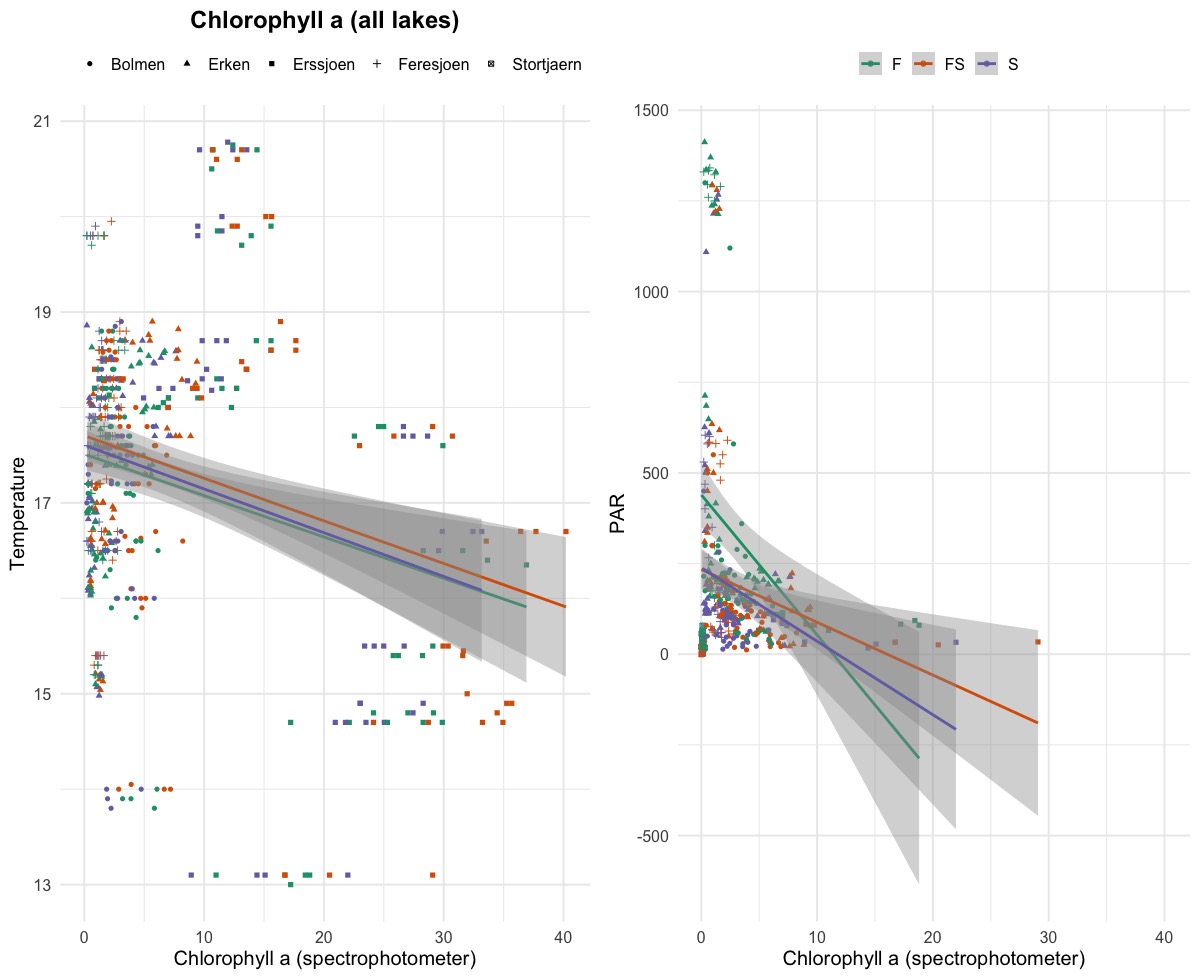 Chlorophyll a (all lakes)
Bolmen Erken Erssjoen Feresjoen Stortjaern
F FS S
21
19
17
15
13
Temperature
0 10 20 30 40
Chlorophyll a (spectrophotometer)
1500
1000
500
0
-500
PAR
0 10 20 30 40
Chlorophyll a (spectrophotometer)